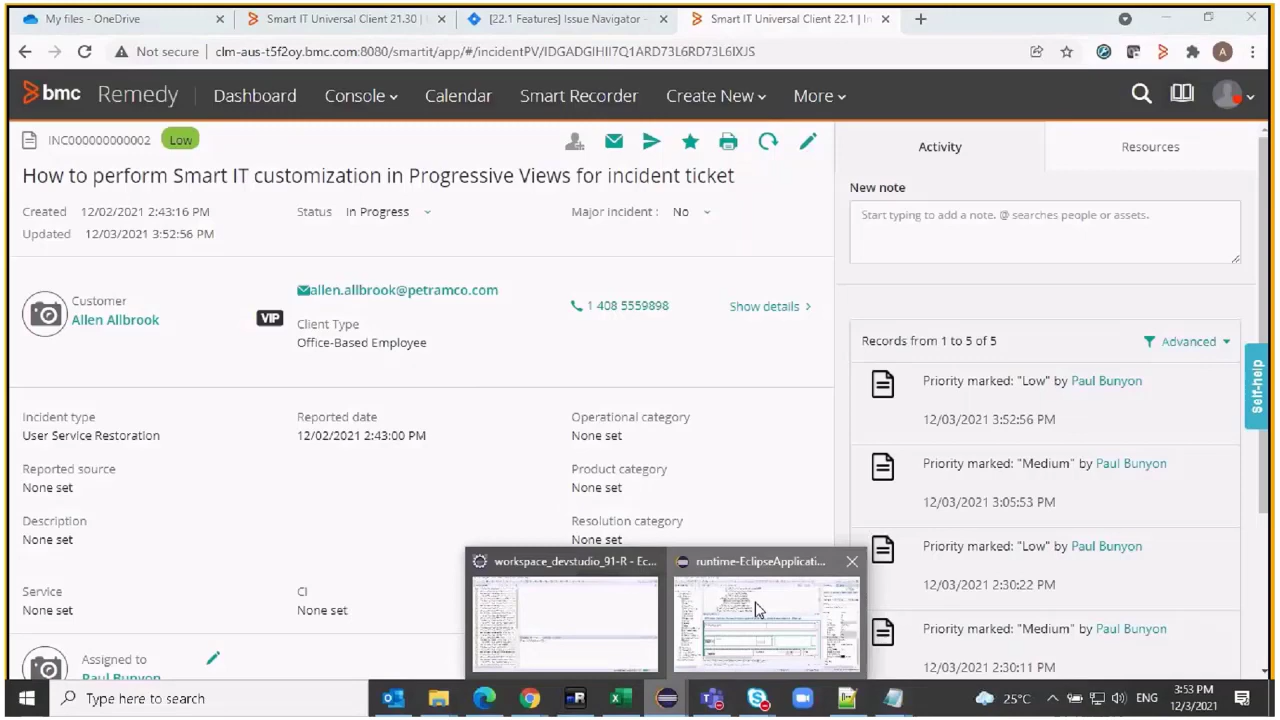 My files - OneDrive
Smart IT Universal Client 21.30 |
[22.1 Features] Issue Navigator -
Smart IT Universal Client 22.1 | In
Not secure
clm-aus-t5f2oy.bmc.com:8080/smartit/app/#/incidentPV/IDGADGIHII7Q1ARD73L6RD73L6IXJS
A
bmc Remedy
Dashboard
Console
Calendar
Smart Recorder
Create New
More
INC000000000002
Low
How to perform Smart IT customization in Progressive Views for incident ticket
Created 12/02/2021 2:43:16 PM
Status In Progress
Major Incident : No
Updated 12/03/2021 3:52:56 PM
Customer
Allen Allbrook
VIP
allen.allbrook@petramco.com
Client Type
Office-Based Employee
1 408 5559898
Show details
Incident type
User Service Restoration
Reported date
12/02/2021 2:43:00 PM
Operational category
None set
Reported source
None set
Product category
None set
Description
None set
Resolution category
None set
Service
None set
CI
None set
Assigned to
Paul Bunyon
Activity
Resources
New note
Start typing to add a note. @ searches people or assets.
Records from 1 to 5 of 5
Advanced
Priority marked: "Low" by Paul Bunyon
12/03/2021 3:52:56 PM
Priority marked: "Medium" by Paul Bunyon
12/03/2021 3:05:53 PM
Priority marked: "Low" by Paul Bunyon
12/03/2021 2:30:22 PM
Priority marked: "Medium" by Paul Bunyon
12/03/2021 2:30:11 PM
Self-help
workspace_devstudio_91-R - Ec...
runtime-EclipseApplicati...
Type here to search
25°C
ENG
3:53 PM
12/3/2021